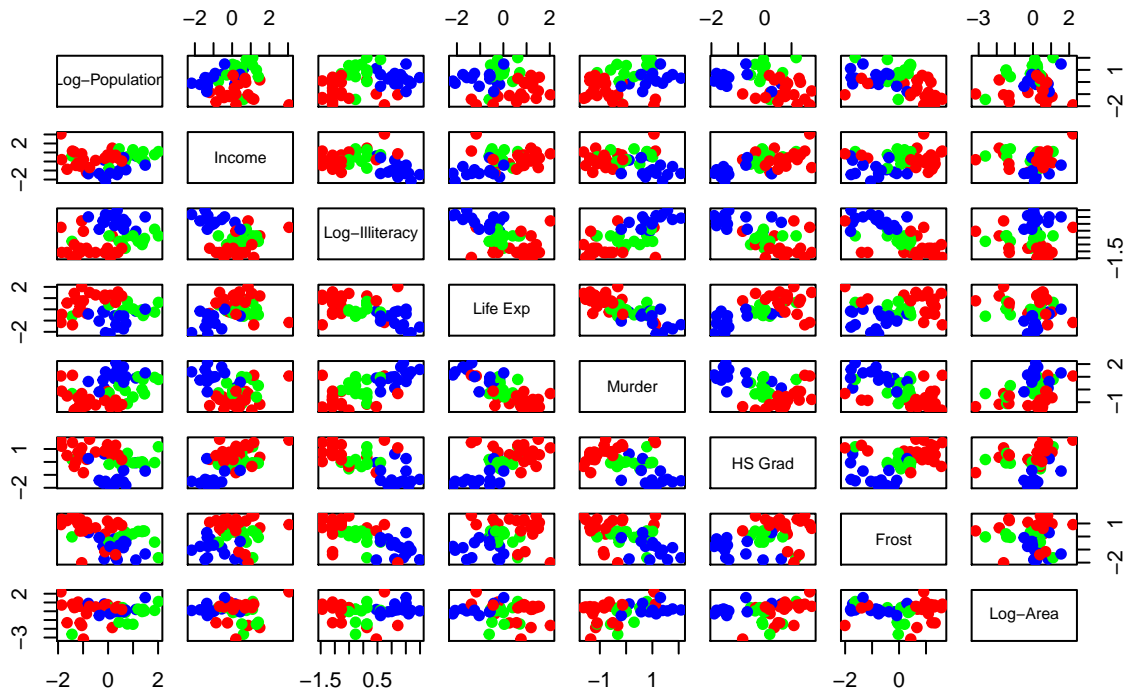 −2 0 2
−2 0 2
−2 0
−3 0 2
Log−Population
−2 1
−2 2
Income
Log−Illiteracy
−1.5
−2 2
Life Exp
Murder
−1 2
−2 1
HS Grad
Frost
−2 1
−3 2
Log−Area
−2 0 2
−1.5 0.5
−1 1
−2 0